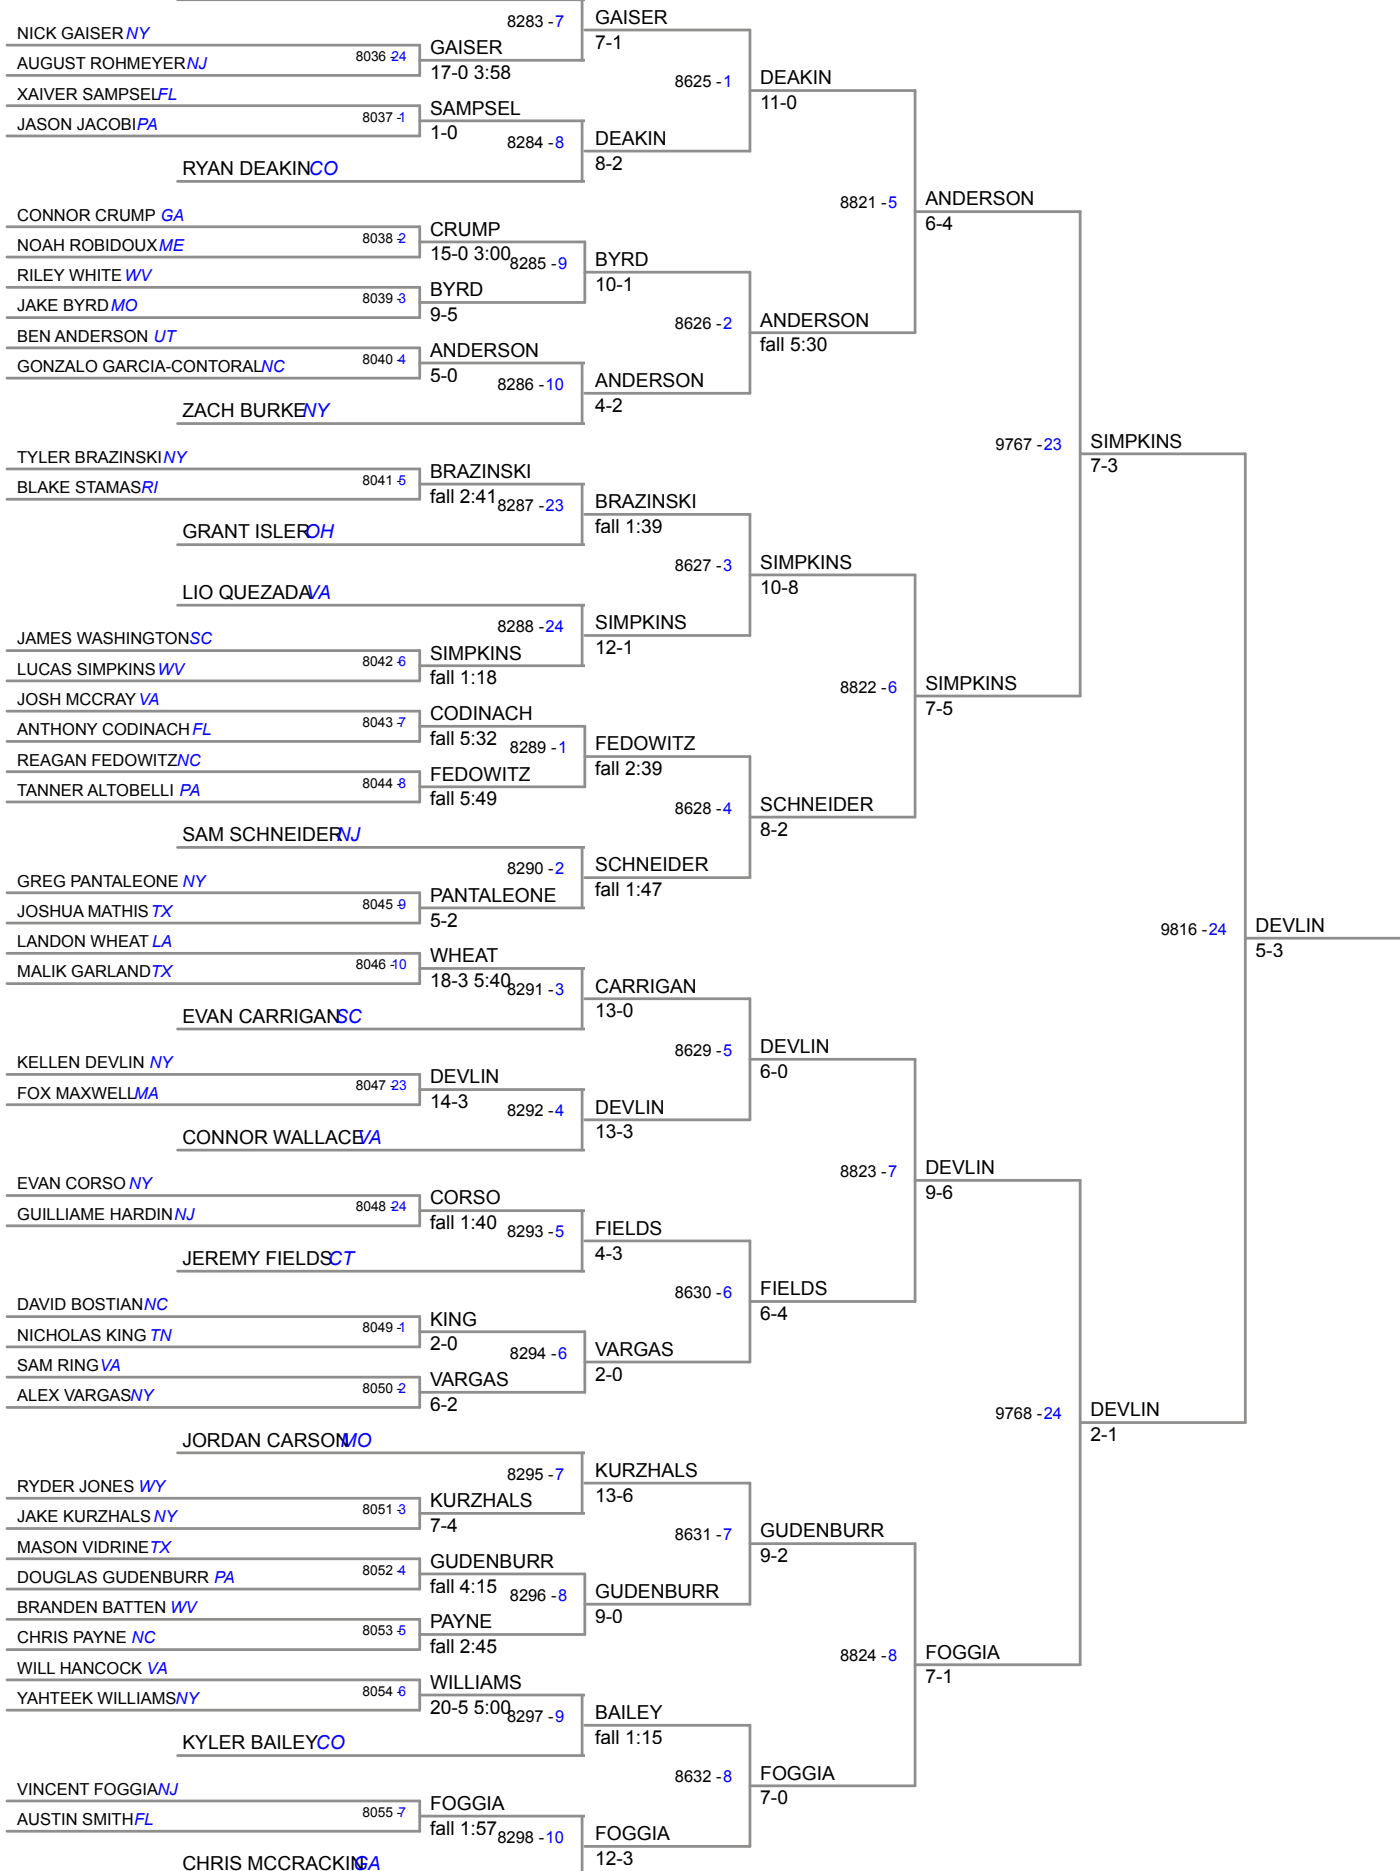 8283 -7
GAISER
7-1
NICK GAISER NY
8036 -24
GAISER
17-0 3:58
AUGUST ROHMEYER NJ
8625 -1
DEAKIN
11-0
XAIVER SAMPSEL FL
8037 -1
SAMPSEL
1-0
JASON JACOBI PA
8284 -8
DEAKIN
8-2
RYAN DEAKIN CO
8821 -5
ANDERSON
6-4
CONNOR CRUMP GA
8038 -2
CRUMP
15-0 3:00
NOAH ROBIDOUX ME
8285 -9
BYRD
10-1
RILEY WHITE WV
8039 -3
BYRD
9-5
JAKE BYRD MO
8626 -2
ANDERSON
fall 5:30
BEN ANDERSON UT
8040 -4
ANDERSON
5-0
GONZALO GARCIA-CONTORAL NC
8286 -10
ANDERSON
4-2
ZACH BURKE NY
9767 -23
SIMPKINS
7-3
TYLER BRAZINSKI NY
8041 -5
BRAZINSKI
fall 2:41
BLAKE STAMAS RI
8287 -23
BRAZINSKI
fall 1:39
GRANT ISLER OH
8627 -3
SIMPKINS
10-8
LIO QUEZADA VA
8288 -24
SIMPKINS
12-1
JAMES WASHINGTON SC
8042 -6
SIMPKINS
fall 1:18
LUCAS SIMPKINS WV
8822 -6
SIMPKINS
7-5
JOSH MCCRAY VA
8043 -7
CODINACH
fall 5:32
ANTHONY CODINACH FL
8289 -1
FEDOWITZ
fall 2:39
REAGAN FEDOWITZ NC
8044 -8
FEDOWITZ
fall 5:49
TANNER ALTOBELLI PA
8628 -4
SCHNEIDER
8-2
SAM SCHNEIDER NJ
8290 -2
SCHNEIDER
fall 1:47
GREG PANTALEONE NY
8045 -9
PANTALEONE
5-2
JOSHUA MATHIS TX
9816 -24
DEVLIN
5-3
LANDON WHEAT LA
8046 -10
WHEAT
18-3 5:40
MALIK GARLAND TX
8291 -3
CARRIGAN
13-0
EVAN CARRIGAN SC
8629 -5
DEVLIN
6-0
KELLEN DEVLIN NY
8047 -23
DEVLIN
14-3
FOX MAXWELL MA
8292 -4
DEVLIN
13-3
CONNOR WALLACE VA
8823 -7
DEVLIN
9-6
EVAN CORSO NY
8048 -24
CORSO
fall 1:40
GUILLIAME HARDIN NJ
8293 -5
FIELDS
4-3
JEREMY FIELDS CT
8630 -6
FIELDS
6-4
DAVID BOSTIAN NC
8049 -1
KING
2-0
NICHOLAS KING TN
8294 -6
VARGAS
2-0
SAM RING VA
8050 -2
VARGAS
6-2
ALEX VARGAS NY
9768 -24
DEVLIN
2-1
JORDAN CARSON MO
8295 -7
KURZHALS
13-6
RYDER JONES WY
8051 -3
KURZHALS
7-4
JAKE KURZHALS NY
8631 -7
GUDENBURR
9-2
MASON VIDRINE TX
8052 -4
GUDENBURR
fall 4:15
DOUGLAS GUDENBURR PA
8296 -8
GUDENBURR
9-0
BRANDEN BATTEN WV
8053 -5
PAYNE
fall 2:45
CHRIS PAYNE NC
8824 -8
FOGGIA
7-1
WILL HANCOCK VA
8054 -6
WILLIAMS
20-5 5:00
YAHTEEK WILLIAMS NY
8297 -9
BAILEY
fall 1:15
KYLER BAILEY CO
8632 -8
FOGGIA
7-0
VINCENT FOGGIA NJ
8055 -7
FOGGIA
fall 1:57
AUSTIN SMITH FL
8298 -10
FOGGIA
12-3
CHRIS MCCRACKIN GA